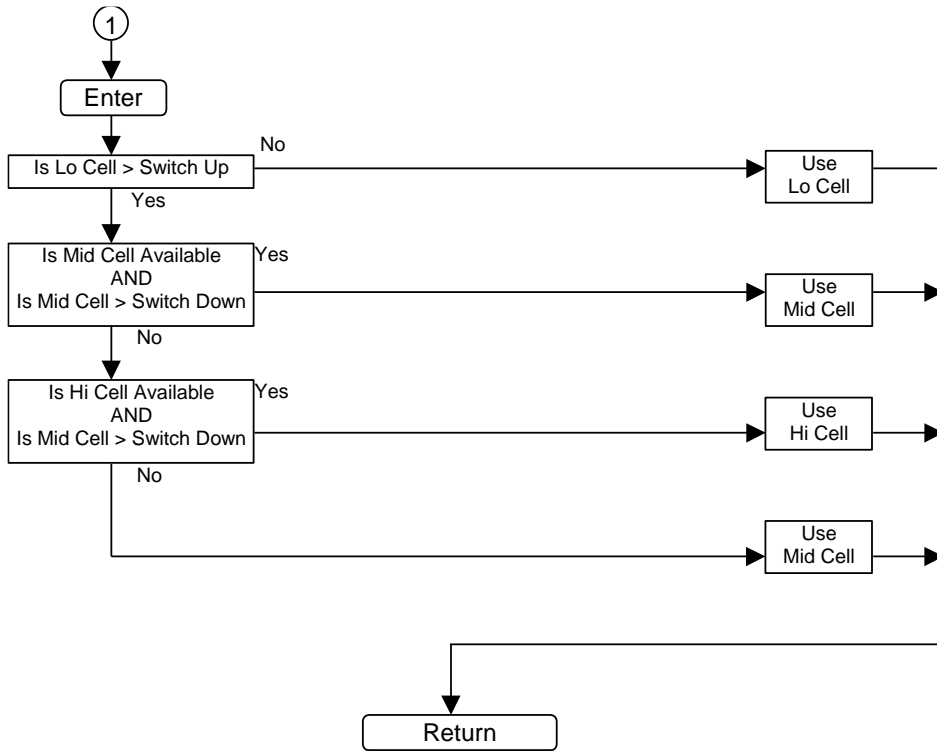 1
Enter
No
Is Lo Cell > Switch Up
Use
Lo Cell
Yes
Is Mid Cell Available
AND
Is Mid Cell > Switch Down
Yes
Use
Mid Cell
No
Is Hi Cell Available
AND
Is Mid Cell > Switch Down
Yes
Use
Hi Cell
No
Use
Mid Cell
Return